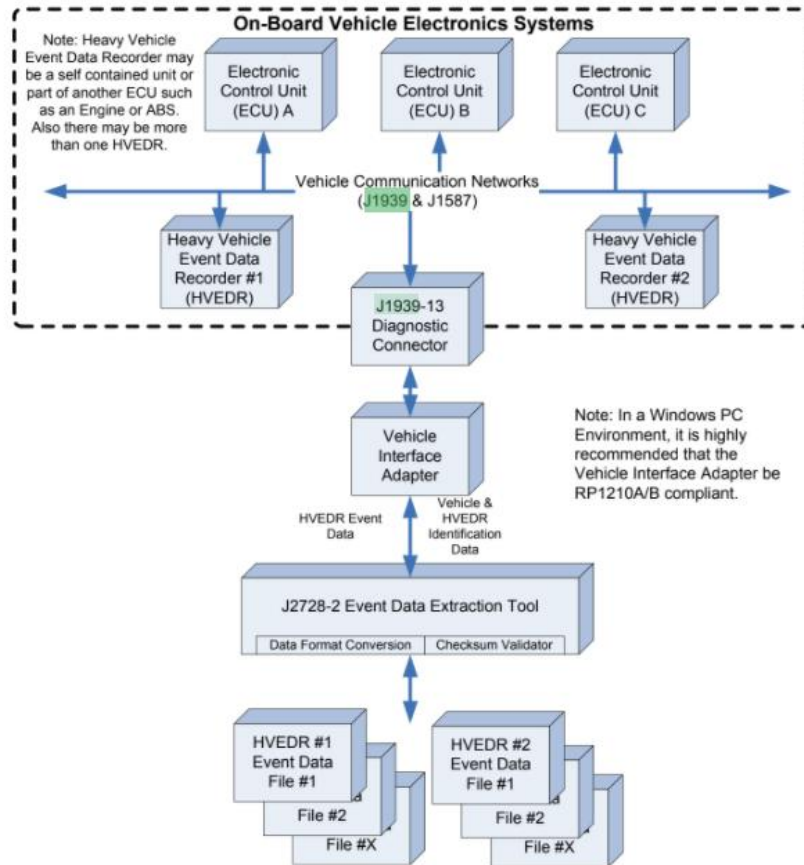 On-Board Vehicle Electronics Systems
Note: Heavy Vehicle
Event Data Recorder may
be a self contained unit or
part of another ECU such
as an Engine or ABS.
Also there may be more
than one HVEDR.
Electronic
Control Unit
(ECU) A
Electronic
Control Unit
(ECU) B
Electronic
Control Unit
(ECU) C
Vehicle Communication Networks
(J1939 & J1587)
Heavy Vehicle
Event Data
Recorder #1
(HVEDR)
Heavy Vehicle
Event Data
Recorder #2
(HVEDR)
J1939-13
Diagnostic
Connector
Vehicle
Interface
Adapter
Note: In a Windows PC
Environment, it is highly
recommended that the
Vehicle Interface Adapter be
RP1210A/B compliant.
HVEDR Event
Data
Vehicle &
HVEDR
Identification
Data
J2728-2 Event Data Extraction Tool
Data Format Conversion
Checksum Validator
HVEDR #1
Event Data
File #1
File #2
File #X
HVEDR #2
Event Data
File #1
File #2
File #X